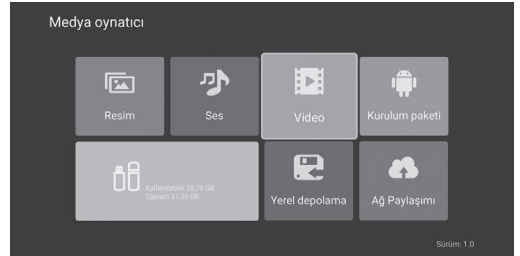 Medya oynatıcı
Resim
Ses
Video
Kurulum paketi
Kullanılabilir 28,78 GB
Toplam 21,39 GB
Yerel depolama
Ağ Paylaşımı
Sürüm: 1.0